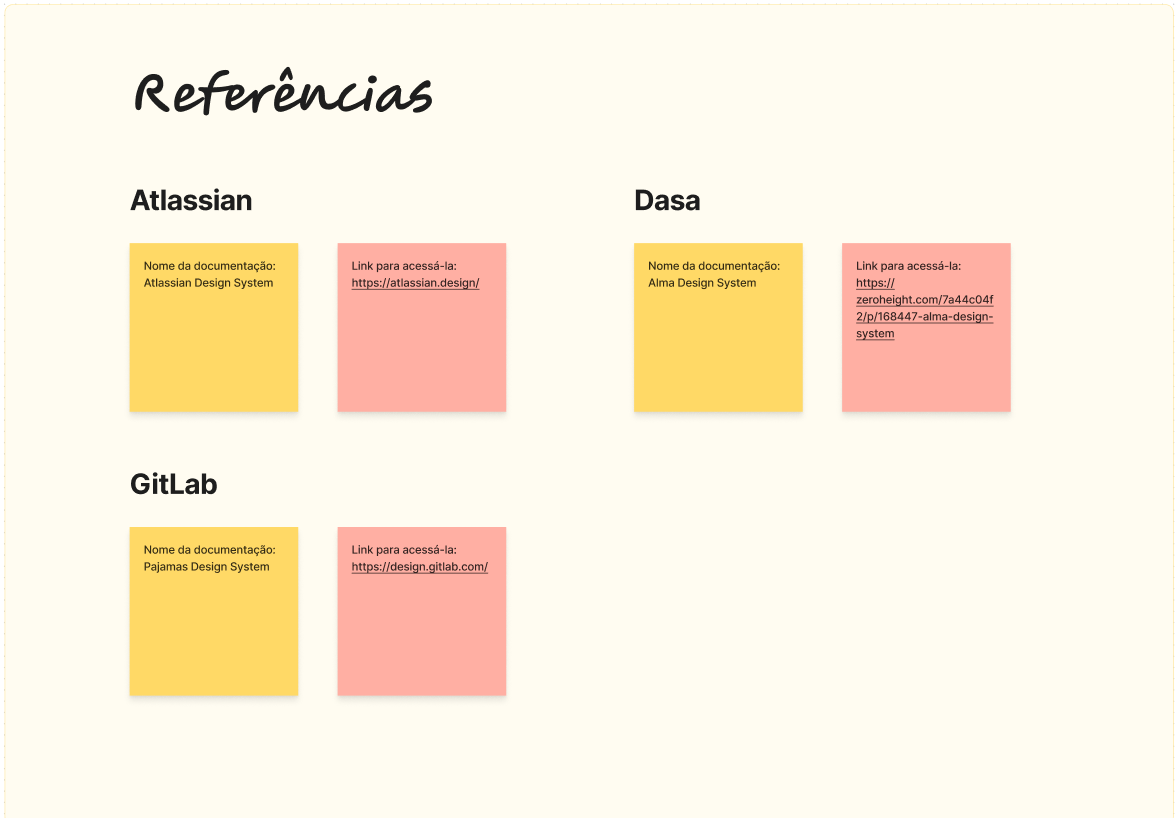 Referências
Atlassian
Nome da documentação:
Atlassian Design System
Link para acessá-la:
https://atlassian.design/
Dasa
Nome da documentação:
Alma Design System
Link para acessá-la:
https://
zeroheight.com/7a44c04f
2/p/168447-alma-design-
system
GitLab
Nome da documentação:
Pajamas Design System
Link para acessá-la:
https://design.gitlab.com/